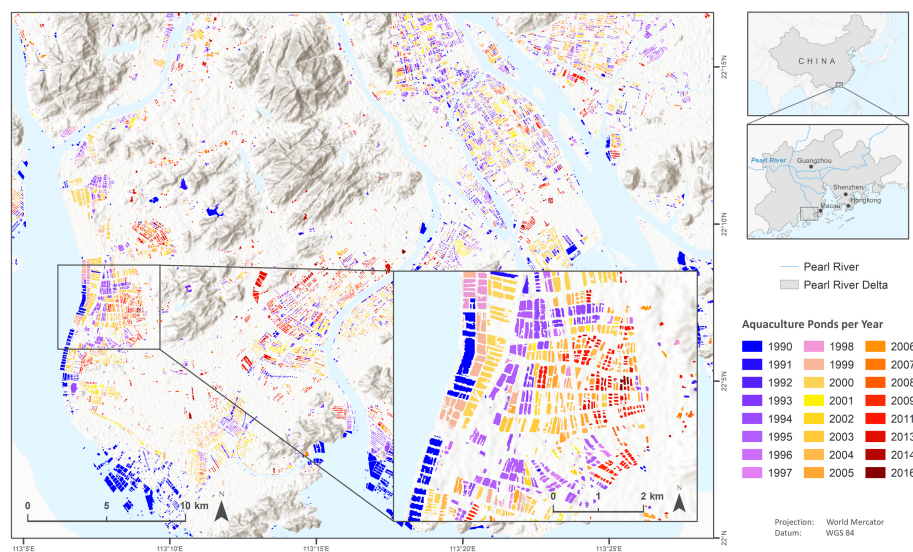 22°15'N
22°10'N
22°5'N
22°N
113°5'E
113°10'E
113°15'E
113°20'E
113°25'E
N
0 5 10 km
N
0 1 2 km
CHINA
Pearl River
Guangzhou
Shenzhen
Hongkong
Macau
Pearl River
Pearl River Delta
Aquaculture Ponds per Year
1990 1998 2006
1991 1999 2007
1992 2000 2008
1993 2001 2009
1994 2002 2011
1995 2003 2013
1996 2004 2014
1997 2005 2016
Projection: World Mercator
Datum: WGS 84